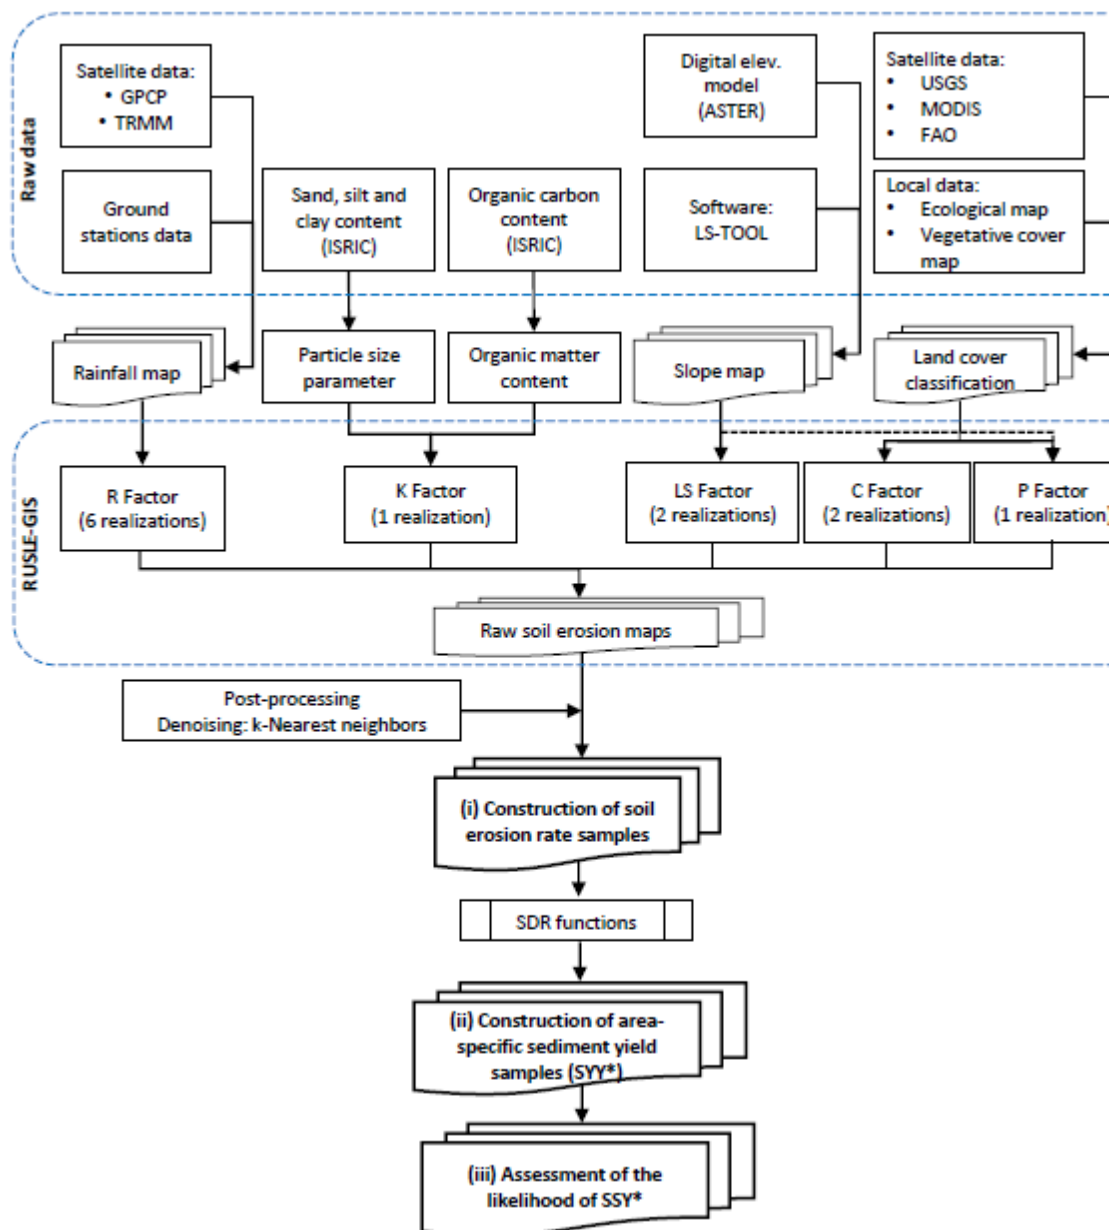 Raw data
Satellite data:
• GPCP
• TRMM
Ground
stations data
Sand, silt and
clay content
(ISRIC)
Organic carbon
content
(ISRIC)
Digital elev.
model
(ASTER)
Software:
LS-TOOL
Satellite data:
• USGS
• MODIS
• FAO
Local data:
• Ecological map
• Vegetative cover
map
Rainfall map
Particle size
parameter
Organic matter
content
Slope map
Land cover
classification
RUSLE-GIS
R Factor
(6 realizations)
K Factor
(1 realization)
LS Factor
(2 realizations)
C Factor
(2 realizations)
P Factor
(1 realization)
Raw soil erosion maps
Post-processing
Denoising: k-Nearest neighbors
(i) Construction of soil
erosion rate samples
SDR functions
(ii) Construction of area-
specific sediment yield
samples (SYY*)
(iii) Assessment of the
likelihood of SSY*